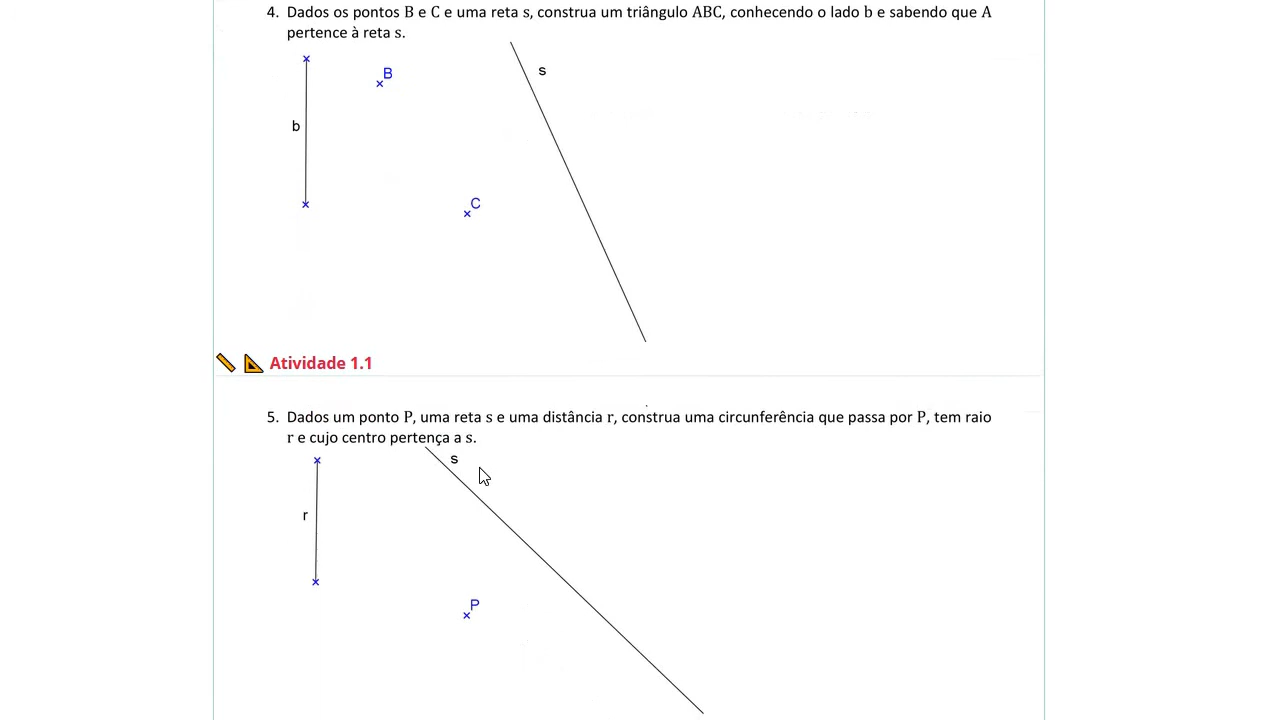 4. Dados os pontos B e C e uma reta s, construa um triângulo ABC, conhecendo o lado b e sabendo que A
pertence à reta s.
B
s
b
C
Atividade 1.1
5. Dados um ponto P, uma reta s e uma distância r, construa uma circunferência que passa por P, tem raio
r e cujo centro pertença a s.
s
r
P